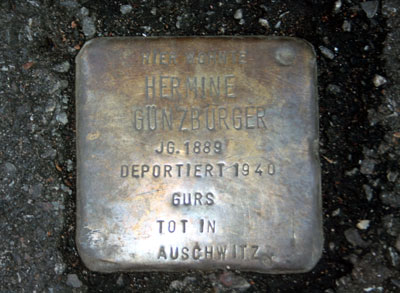 HIER WOHNTE
HERMINE
GÜNZBURGER
JG. 1889
DEPORTIERT 1940
GURS
TOT IN
AUSCHWITZ